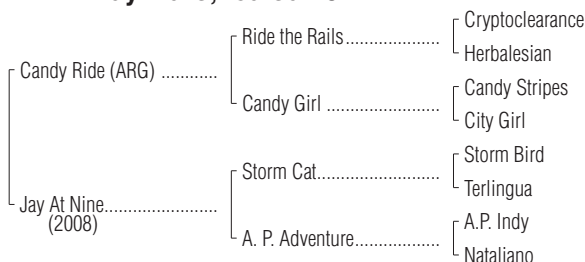 Cryptoclearance
Ride the Rails
Herbalesian
Candy Ride (ARG)
Candy Stripes
Candy Girl
City Girl
Storm Bird
Storm Cat
Terlingua
Jay At Nine
(2008)
A.P. Indy
A. P. Adventure
Nataliano